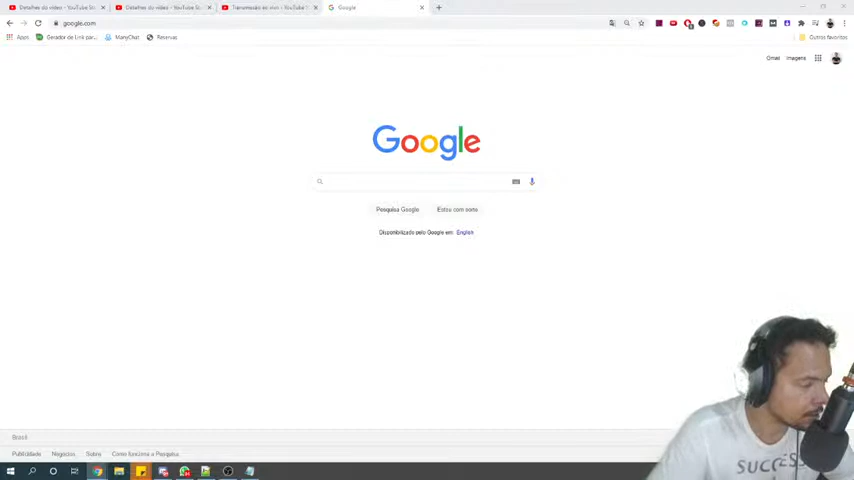 Detalhes do vídeo - YouTube St
Detalhes do vídeo - YouTube St
Transmissão ao vivo - YouTube
Google
google.com
Apps
Gerador de Link par
ManyChat
Reservas
Outros favoritos
Gmail
Imagens
Google
Pesquisa Google
Estou com sorte
Disponibilizado pelo Google em: English
SUCCESS
Brasil
Publicidade
Negócios
Sobre
Como funciona a Pesquisa